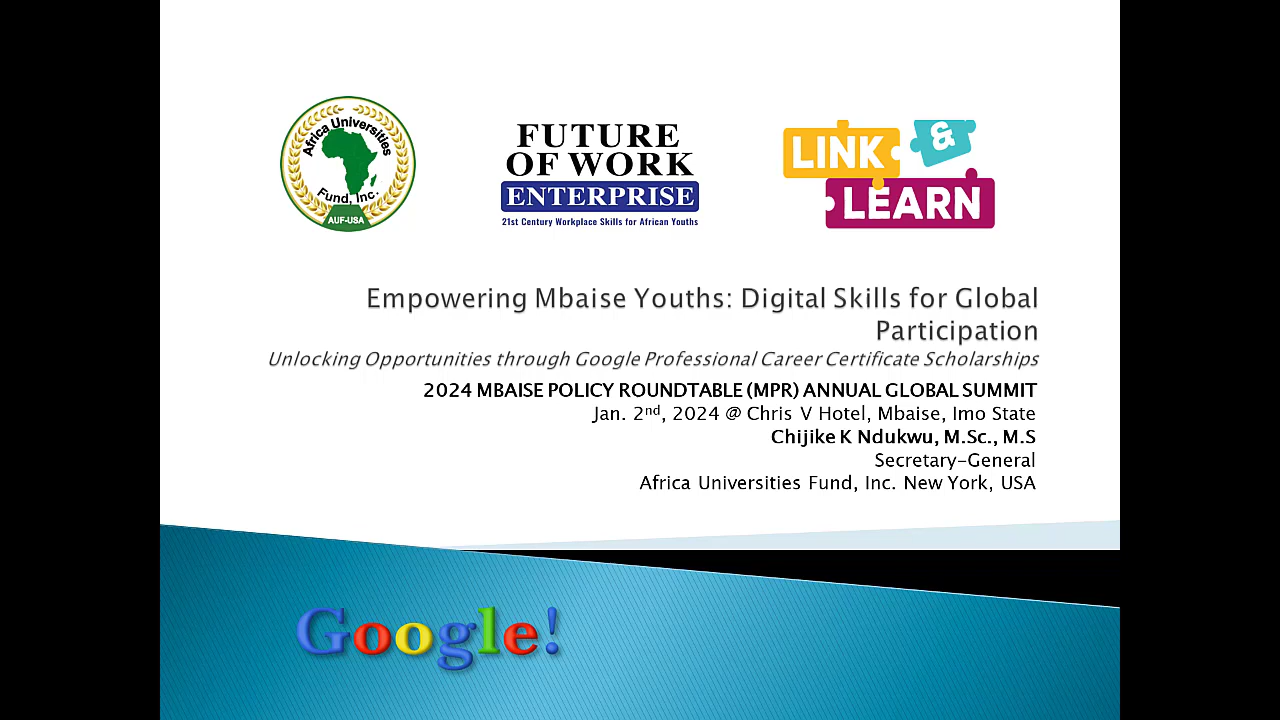 Africa Universities
Fund, Inc.
AUF-USA
FUTURE
OF WORK
ENTERPRISE
21st Century Workplace Skills for African Youths
LINK &
LEARN
Empowering Mbaise Youths: Digital Skills for Global
Participation
Unlocking Opportunities through Google Professional Career Certificate Scholarships
2024 MBAISE POLICY ROUNDTABLE (MPR) ANNUAL GLOBAL SUMMIT
Jan. 2nd, 2024 @ Chris V Hotel, Mbaise, Imo State
Chijike K Ndukwu, M.Sc., M.S
Secretary-General
Africa Universities Fund, Inc. New York, USA
Google!